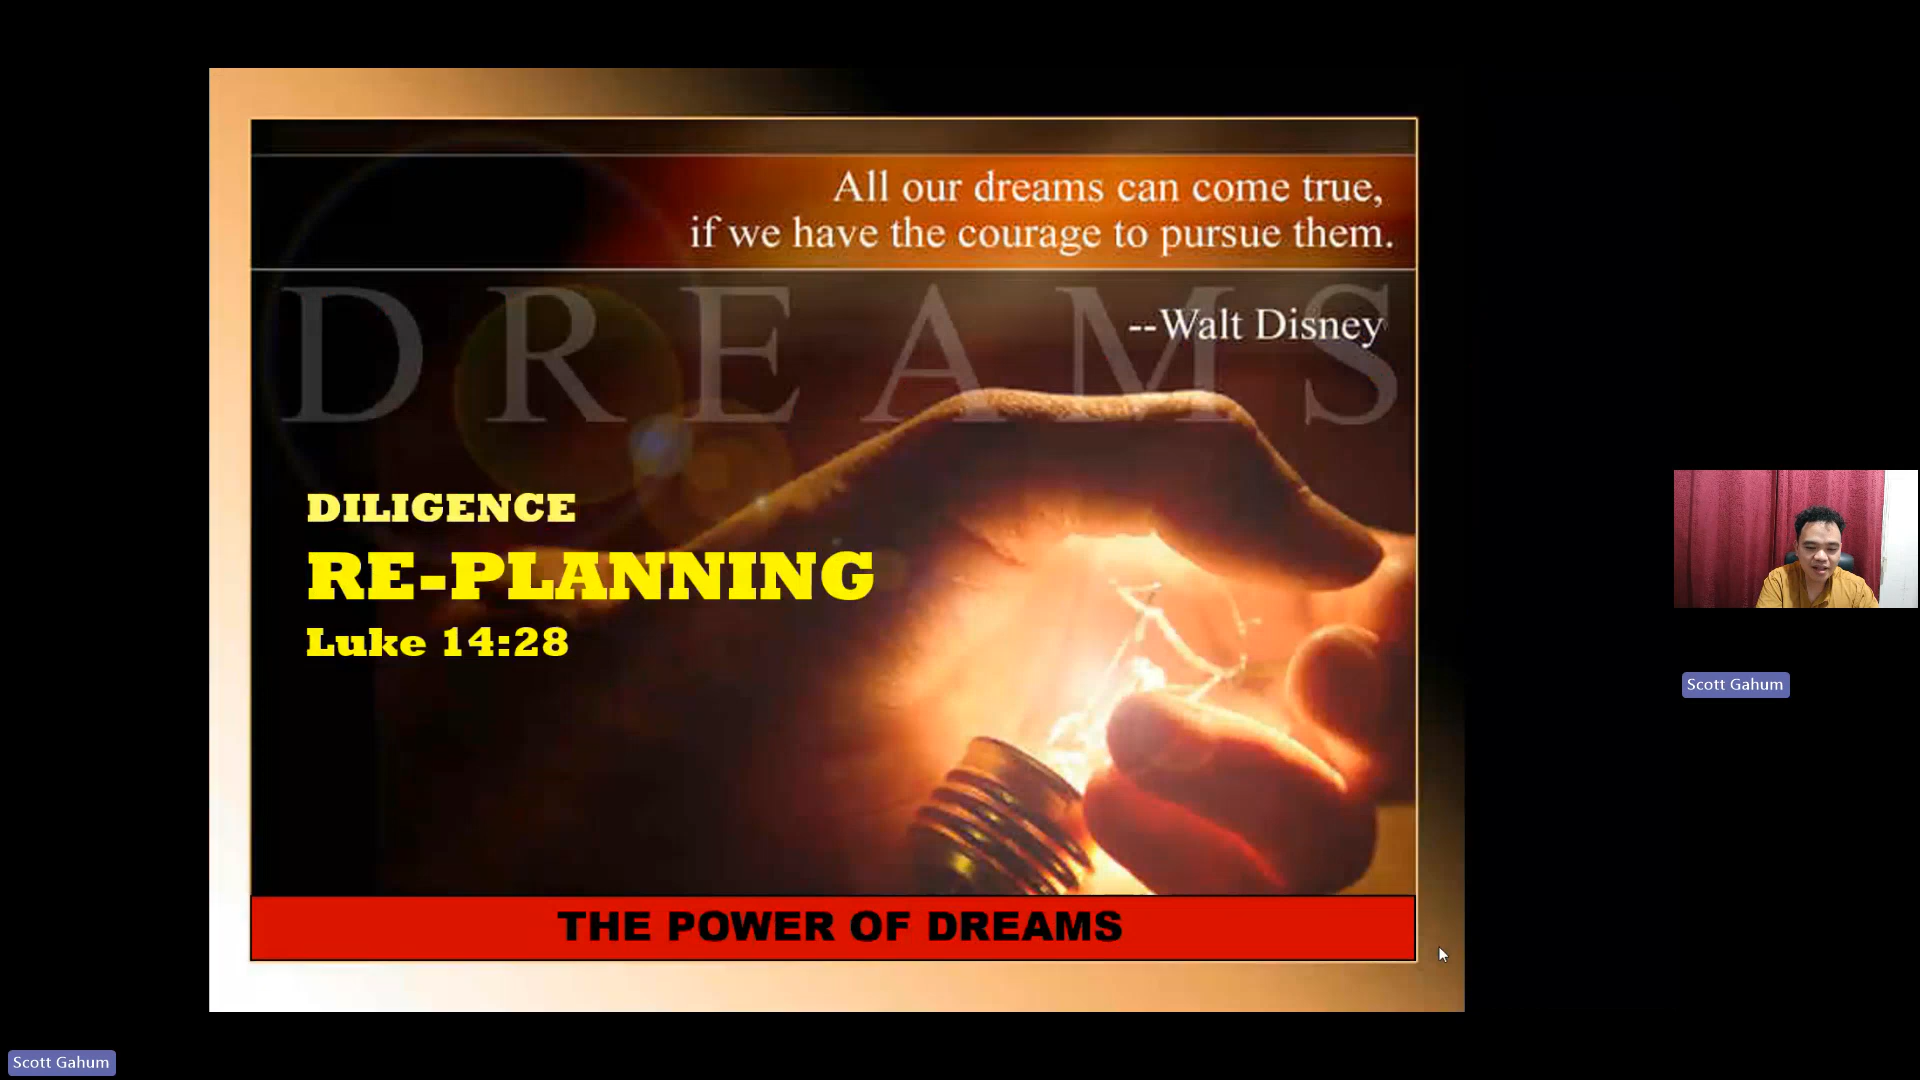 All our dreams can come true,
if we have the courage to pursue them.
DREAMS
--Walt Disney
DILIGENCE
RE-PLANNING
Luke 14:28
THE POWER OF DREAMS
Scott Gahum
Scott Gahum